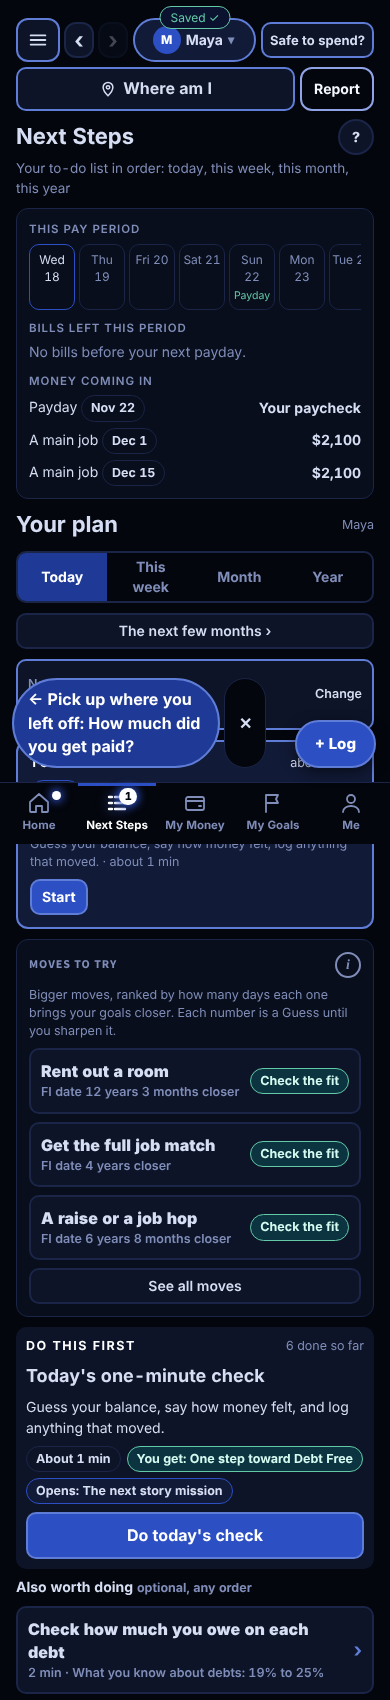 Saved ✓
‹ › M Maya ▾ Safe to spend?
Where am I Report
Next Steps ?
Your to-do list in order: today, this week, this month,
this year
THIS PAY PERIOD
Wed 18 Thu 19 Fri 20 Sat 21 Sun 22 Payday Mon 23 Tue 2
BILLS LEFT THIS PERIOD
No bills before your next payday.
MONEY COMING IN
Payday Nov 22 Your paycheck
A main job Dec 1 $2,100
A main job Dec 15 $2,100
Your plan Maya
Today This week Month Year
The next few months ›
Change
← Pick up where you
left off: How much did
you get paid?
×
+ Log
Home
1 Next Steps
My Money
My Goals
Me
Guess your balance, say how money felt, log anything
that moved. · about 1 min
Start
MOVES TO TRY i
Bigger moves, ranked by how many days each one
brings your goals closer. Each number is a Guess until
you sharpen it.
Rent out a room
FI date 12 years 3 months closer
Check the fit
Get the full job match
FI date 4 years closer
Check the fit
A raise or a job hop
FI date 6 years 8 months closer
Check the fit
See all moves
DO THIS FIRST 6 done so far
Today's one-minute check
Guess your balance, say how money felt, and log
anything that moved.
About 1 min You get: One step toward Debt Free
Opens: The next story mission
Do today's check
Also worth doing optional, any order
Check how much you owe on each
debt
›
2 min · What you know about debts: 19% to 25%